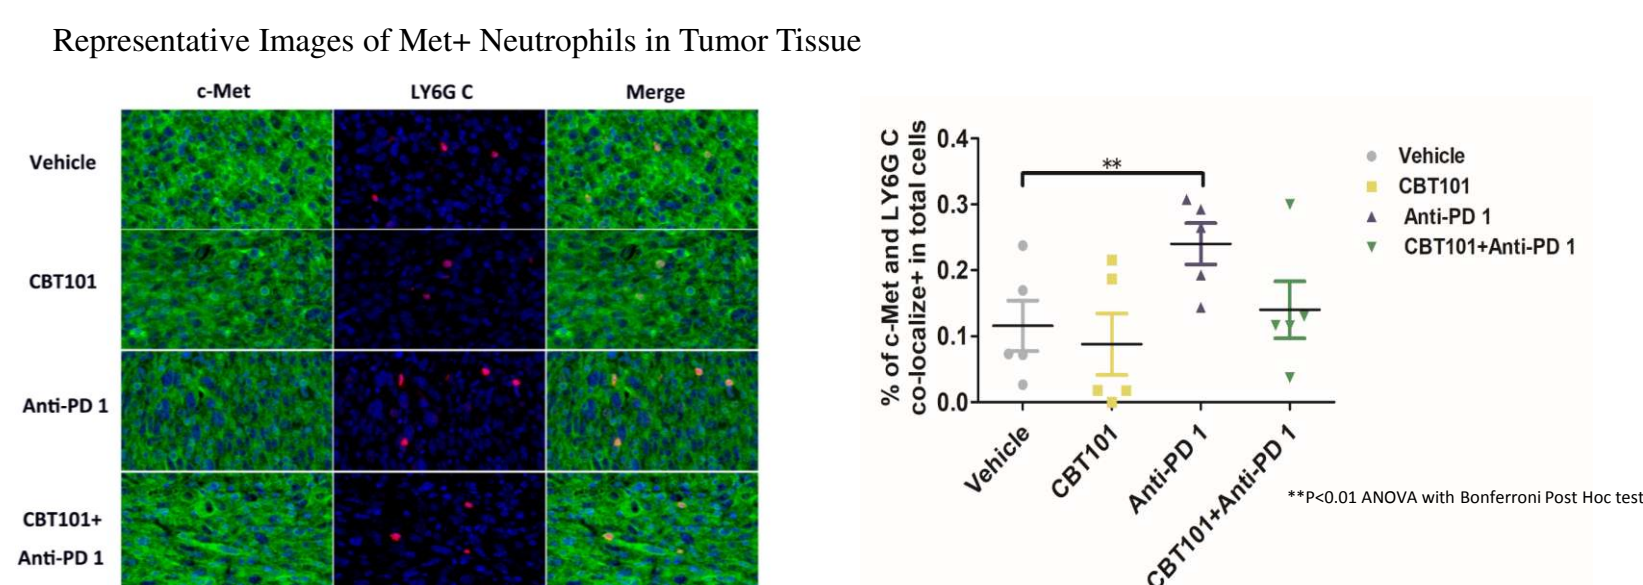 Representative Images of Met+ Neutrophils in Tumor Tissue
c-Met
LY6G C
Merge
Vehicle
CBT101
Anti-PD 1
CBT101+
Anti-PD 1
% of c-Met and LY6G C
co-localize+ in total cells
0.4
0.3
0.2
0.1
0.0
**
Vehicle
CBT101
Anti-PD 1
CBT101+Anti-PD 1
Vehicle
CBT101
Anti-PD 1
CBT101+Anti-PD 1
**P<0.01 ANOVA with Bonferroni Post Hoc test